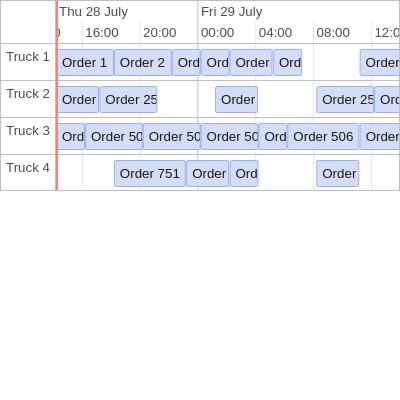 Thu 28 July Fri 29 July
0 16:00 20:00 00:00 04:00 08:00 12:0
Truck 1 Order 1 Order 2 Ord Ord Order Ord Order
Truck 2 Order Order 25 Order Order 25 Ord
Truck 3 Ord Order 50 Order 50 Order 50 Ord Order 506 Order
Truck 4 Order 751 Order Ord Order